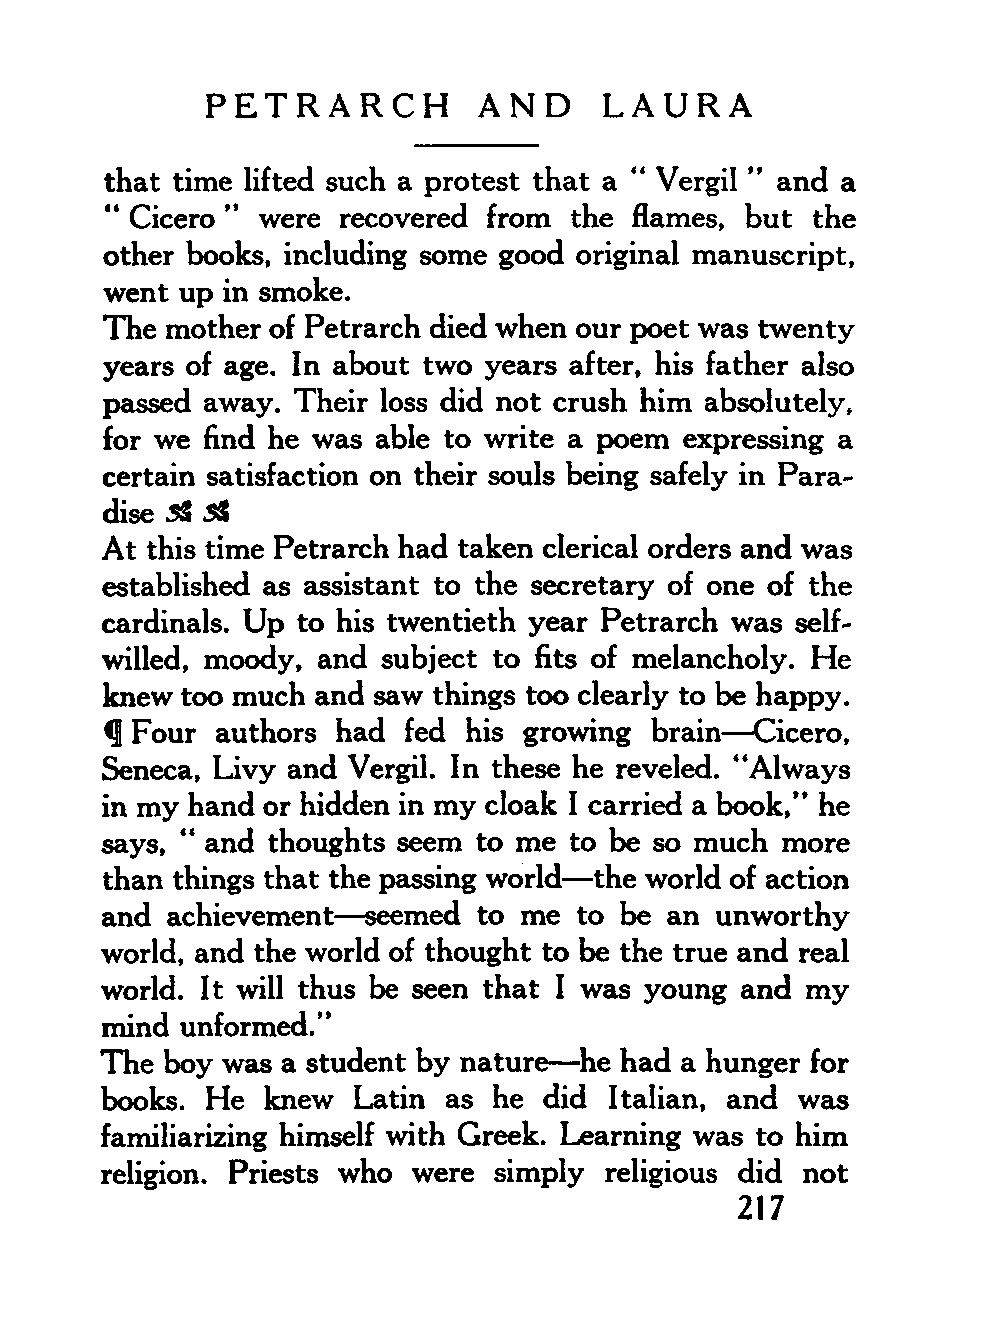 PETRARCH AND LAURA
that time lifted such a protest that a " Vergil " and a
" Cicero " were recovered from the flames, but the
other books, including some good original manuscript,
went up in smoke.
The mother of Petrarch died when our poet was twenty
years of age. In about two years after, his father also
passed away. Their loss did not crush him absolutely,
for we find he was able to write a poem expressing a
certain satisfaction on their souls being safely in Para-
dise
At this time Petrarch had taken clerical orders and was
established as assistant to the secretary of one of the
cardinals. Up to his twentieth year Petrarch was self-
willed, moody, and subject to fits of melancholy. He
knew too much and saw things too clearly to be happy.
¶ Four authors had fed his growing brain—Cicero,
Seneca, Livy and Vergil. In these he reveled. "Always
in my hand or hidden in my cloak I carried a book," he
says, " and thoughts seem to me to be so much more
than things that the passing world—the world of action
and achievement—seemed to me to be an unworthy
world, and the world of thought to be the true and real
world. It will thus be seen that I was young and my
mind unformed."
The boy was a student by nature—he had a hunger for
books. He knew Latin as he did Italian, and was
familiarizing himself with Greek. Learning was to him
religion. Priests who were simply religious did not
217